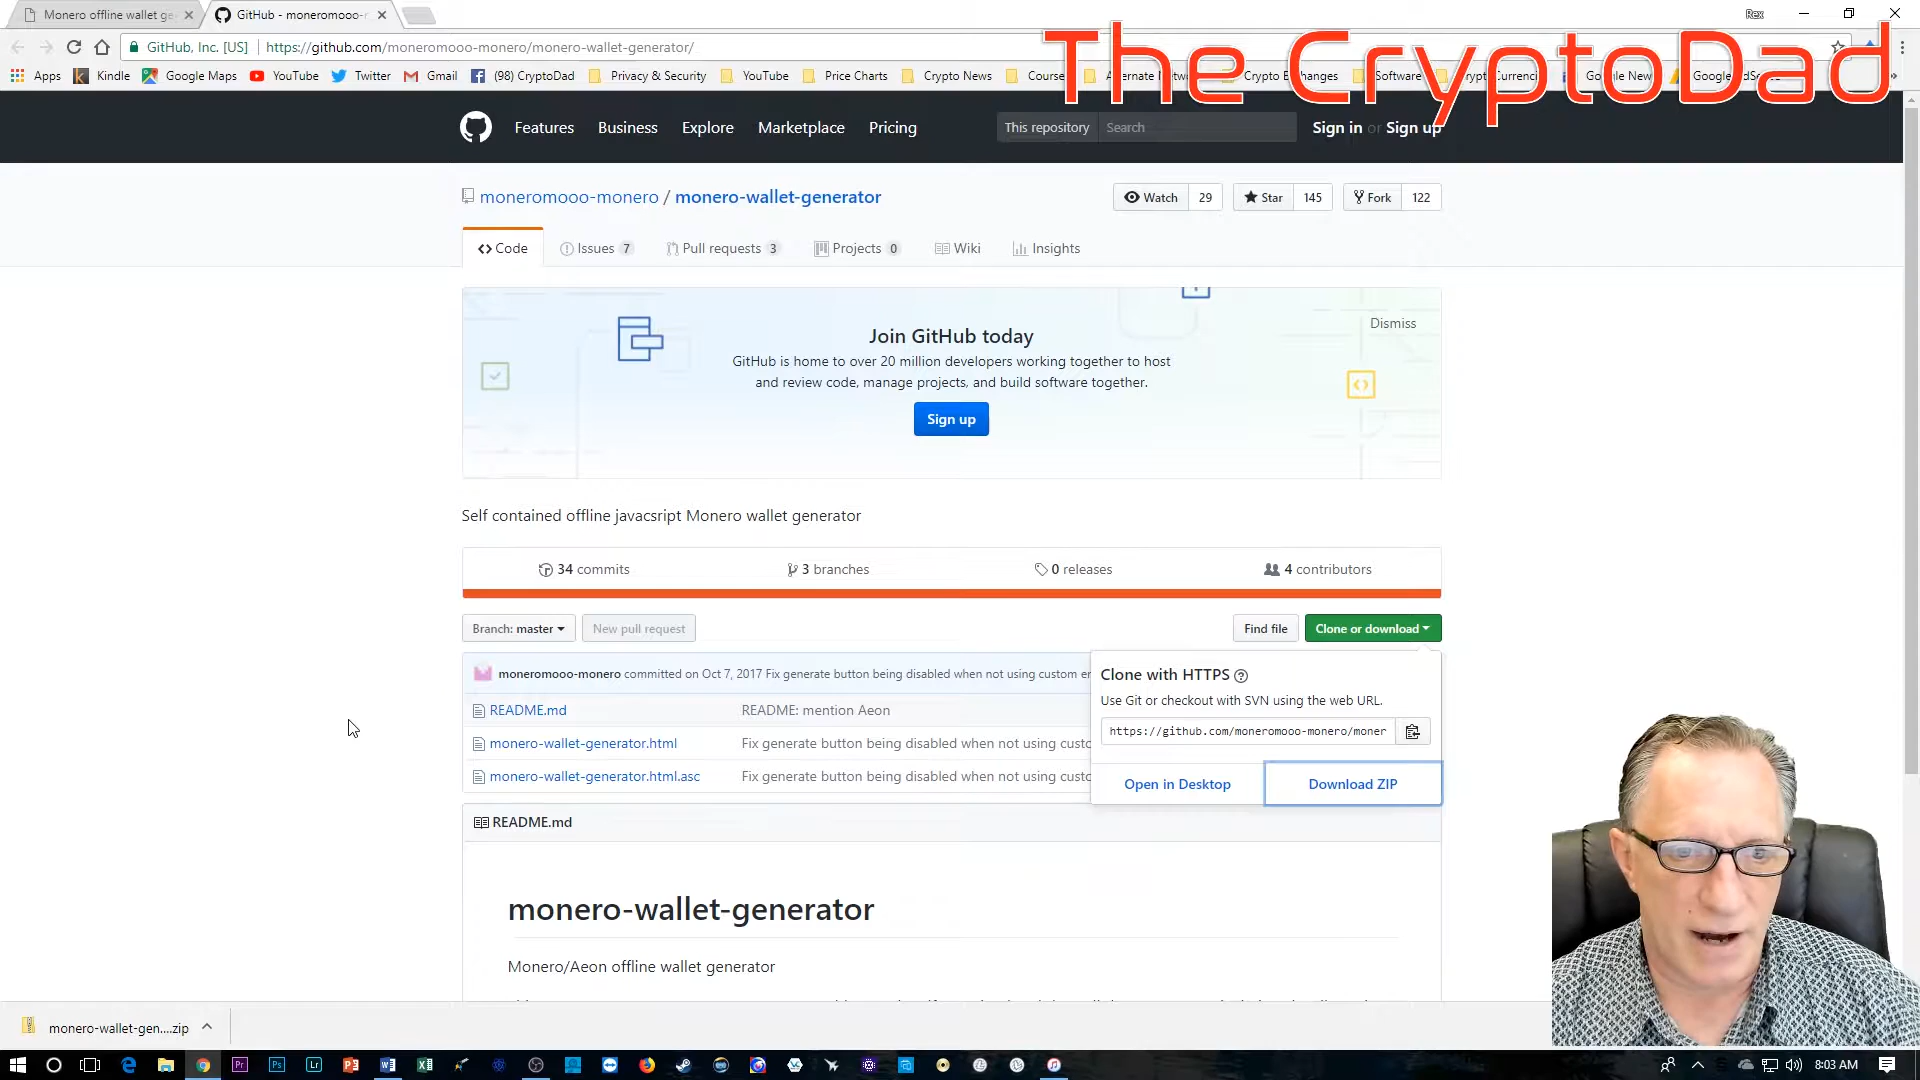 Monero offline wallet ge
GitHub - moneromooo-
Rex
GitHub, Inc. [US]
https://github.com/moneromooo-monero/monero-wallet-generator/
The CryptoDad
Apps
Kindle
Google Maps
YouTube
Twitter
Gmail
(98) CryptoDad
Privacy & Security
YouTube
Price Charts
Crypto News
Course
Features
Business
Explore
Marketplace
Pricing
This repository
Search
Sign in or Sign up
moneromooo-monero / monero-wallet-generator
Watch 29
Star 145
Fork 122
Code
Issues 7
Pull requests 3
Projects 0
Wiki
Insights
Join GitHub today
Dismiss
GitHub is home to over 20 million developers working together to host
and review code, manage projects, and build software together.
Sign up
Self contained offline javacsript Monero wallet generator
34 commits
3 branches
0 releases
4 contributors
Branch: master
New pull request
Find file
Clone or download
moneromooo-monero committed on Oct 7, 2017 Fix generate button being disabled when not using custom er
Clone with HTTPS
Use Git or checkout with SVN using the web URL.
README.md
README: mention Aeon
https://github.com/moneromooo-monero/moner
monero-wallet-generator.html
Fix generate button being disabled when not using custo
monero-wallet-generator.html.asc
Fix generate button being disabled when not using custo
Open in Desktop
Download ZIP
README.md
monero-wallet-generator
Monero/Aeon offline wallet generator
monero-wallet-gen....zip
8:03 AM